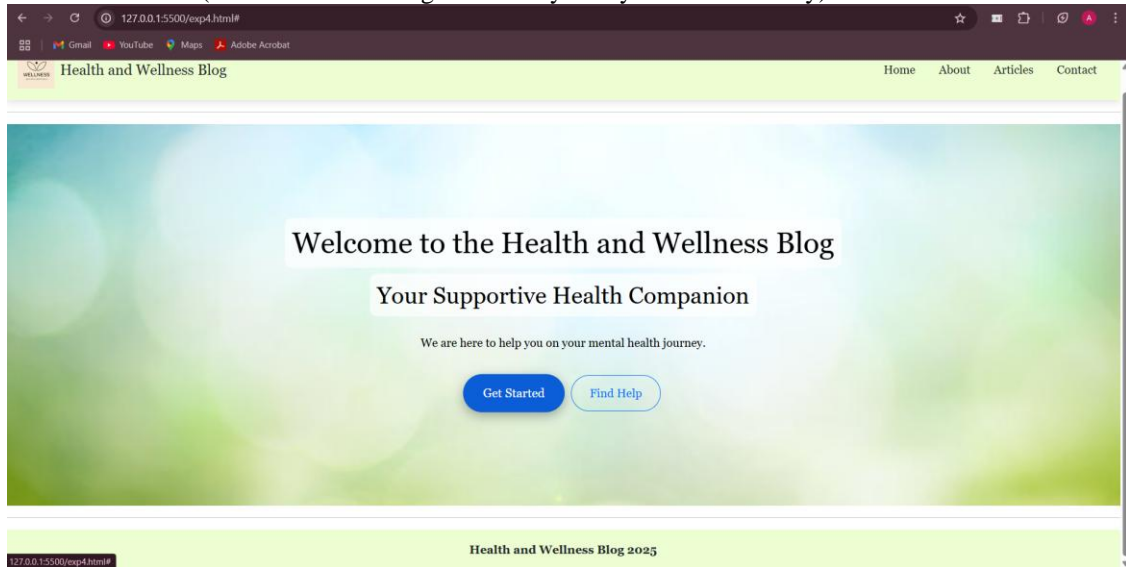 127.0.0.1:5500/exp4.html#
Gmail YouTube Maps Adobe Acrobat
WELLNESS
Health and Wellness Blog
Home About Articles Contact
Welcome to the Health and Wellness Blog
Your Supportive Health Companion
We are here to help you on your mental health journey.
Get Started Find Help
Health and Wellness Blog 2025
127.0.0.1:5500/exp4.html#